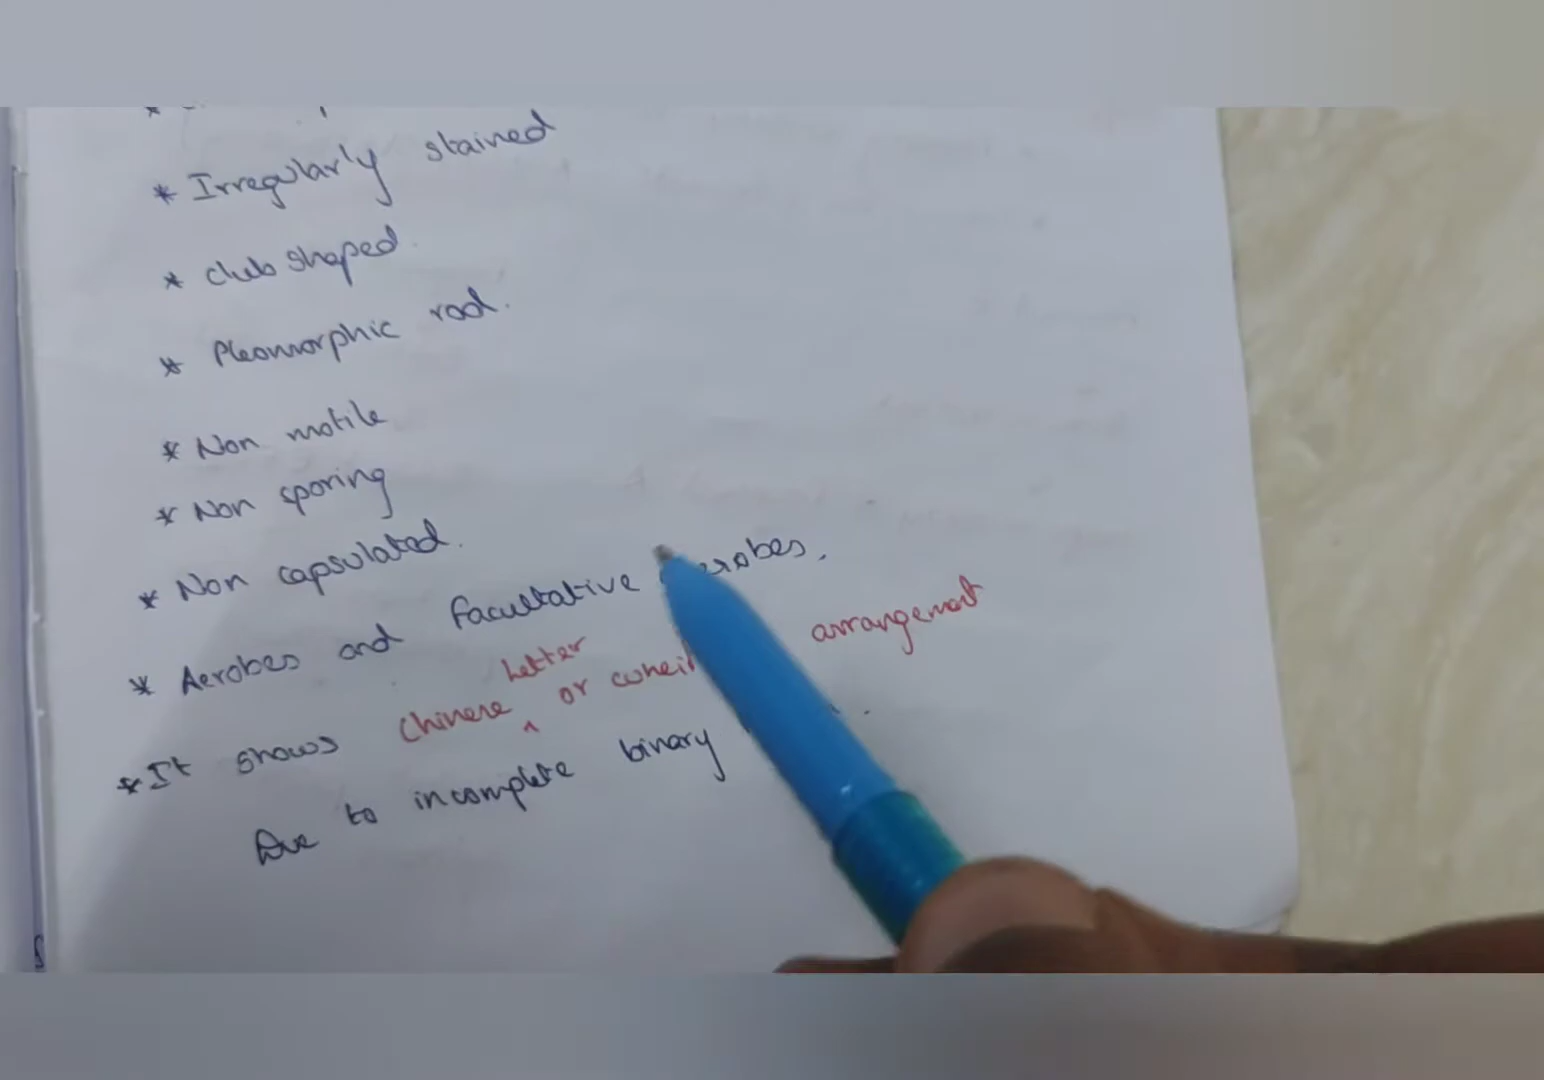 * Irregularly stained
* Club shaped.
* Pleomorphic rod.
* Non motile
* Non sporing
* Non capsulated.
* Aerobes and facultative
* It shows Chinese letter or arrangement
Due to incomplete binary